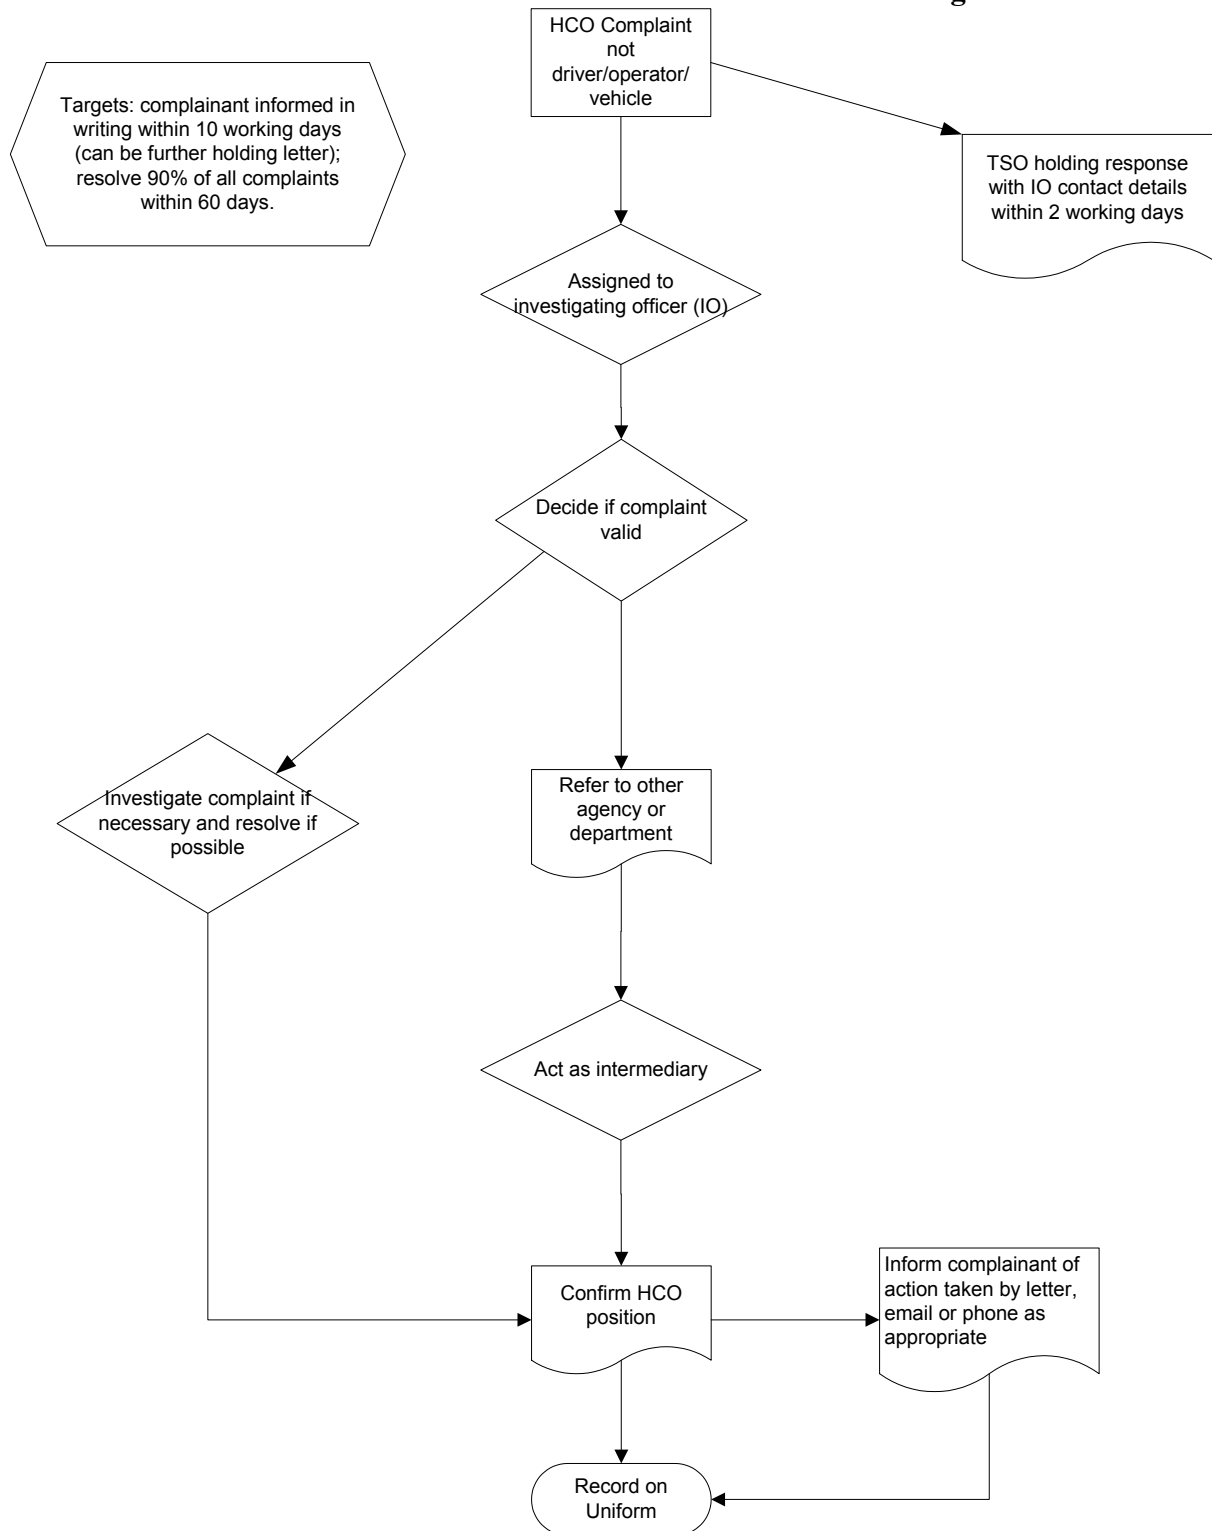 HCO Complaint
not
driver/operator/
vehicle
Targets: complainant informed in
writing within 10 working days
(can be further holding letter);
resolve 90% of all complaints
within 60 days.
TSO holding response
with IO contact details
within 2 working days
Assigned to
investigating officer (IO)
Decide if complaint
valid
Investigate complaint if
necessary and resolve if
possible
Refer to other
agency or
department
Act as intermediary
Confirm HCO
position
Inform complainant of
action taken by letter,
email or phone as
appropriate
Record on
Uniform